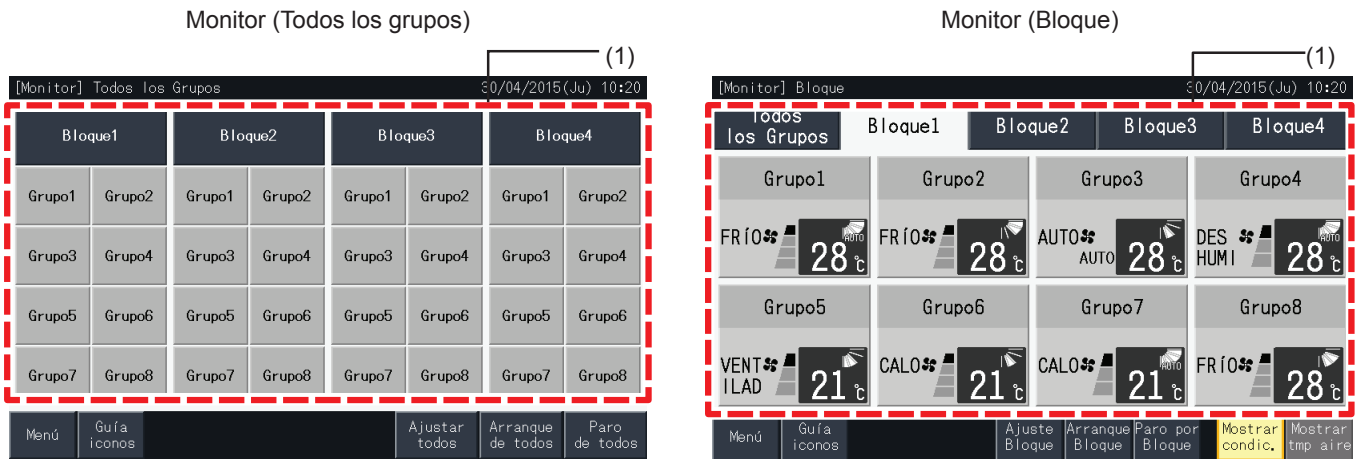 Monitor (Todos los grupos)
(1)
[Monitor] Todos los Grupos 30/04/2015(Ju) 10:20
Bloque1 Bloque2 Bloque3 Bloque4
Grupo1 Grupo2 Grupo1 Grupo2 Grupo1 Grupo2 Grupo1 Grupo2
Grupo3 Grupo4 Grupo3 Grupo4 Grupo3 Grupo4 Grupo3 Grupo4
Grupo5 Grupo6 Grupo5 Grupo6 Grupo5 Grupo6 Grupo5 Grupo6
Grupo7 Grupo8 Grupo7 Grupo8 Grupo7 Grupo8 Grupo7 Grupo8
Menú Guía Ajustar Arranque Paro
iconos todos de todos de todos
Monitor (Bloque)
(1)
[Monitor] Bloque 30/04/2015(Ju) 10:20
Todos
los Grupos Bloque1 Bloque2 Bloque3 Bloque4
Grupo1 Grupo2 Grupo3 Grupo4
FRÍO AUTO FRÍO AUTO DES AUTO
28℃ 28℃ AUTO 28℃ HUMI 28℃
Grupo5 Grupo6 Grupo7 Grupo8
VENT CALO CALO AUTO FRÍO
ILAD 21℃ 21℃ 21℃ 28℃
Menú Guía Ajuste Arranque Paro por Mostrar Mostrar
iconos Bloque Bloque Bloque condic. tmp aire